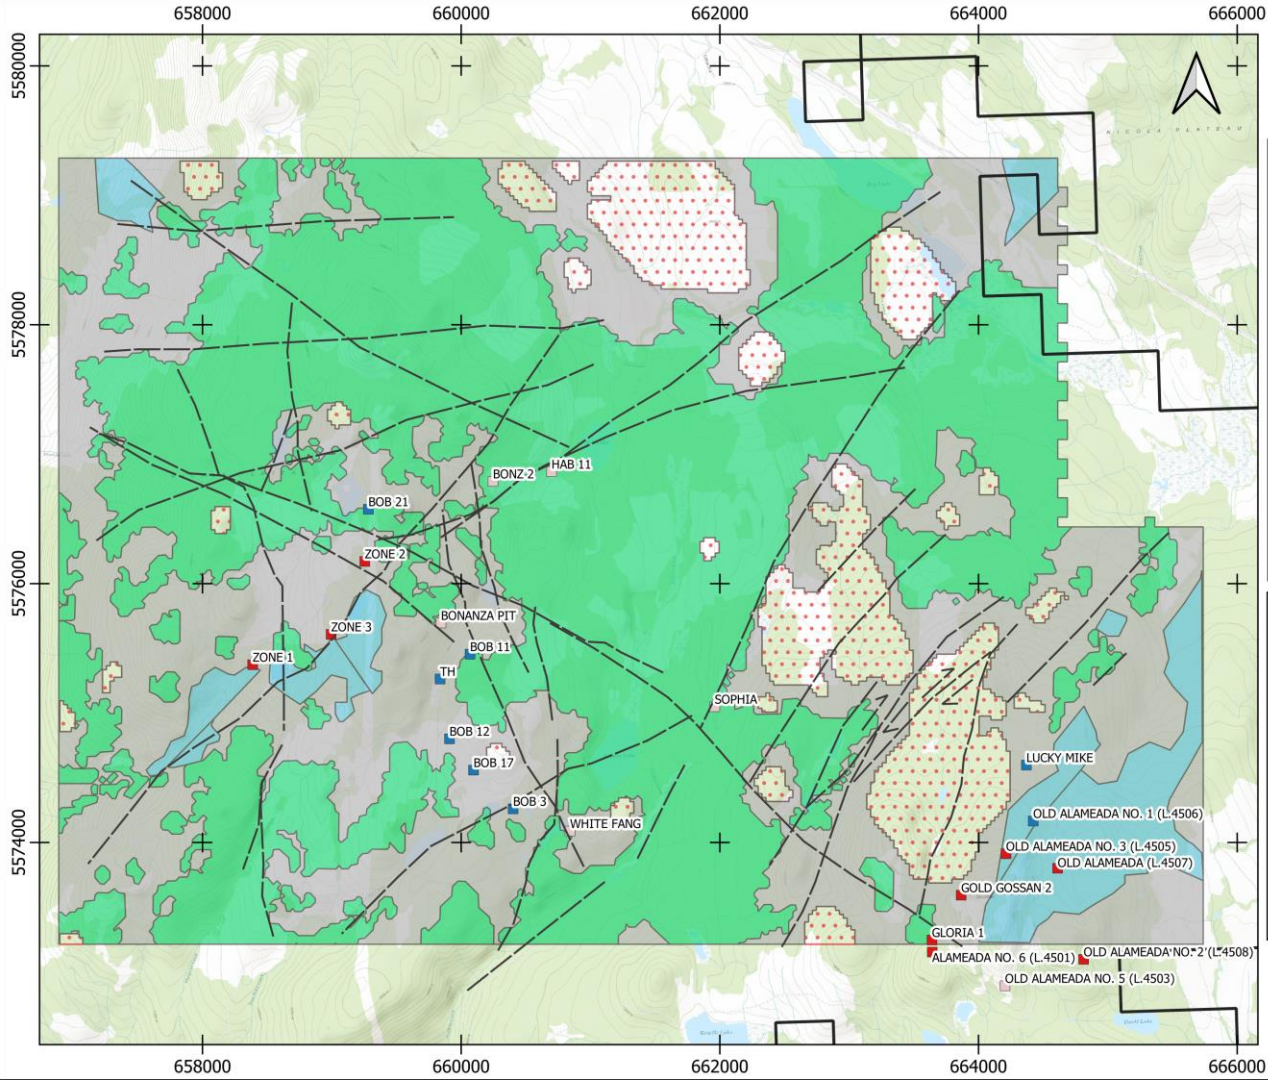 658000 660000 662000 664000 666000
5580000
NICOLA PLATEAU
5578000
HAB 11
BONZ-2
BOB 21
ZONE 2
5576000
BONANZA PIT
ZONE 3
BOB 11
ZONE 1
TH
SOPHIA
BOB 12
LUCKY MIKE
BOB 17
BOB 3
OLD ALAMEADA NO. 1 (L.4506)
WHITE FANG
5574000
OLD ALAMEADA NO. 3 (L.4505)
OLD ALAMEADA (L.4507)
GOLD GOSSAN 2
GLORIA 1
OLD ALAMEADA NO. 2 (L.4508)
ALAMEADA NO. 6 (L.4501)
OLD ALAMEADA NO. 5 (L.4503)
658000 660000 662000 664000 666000